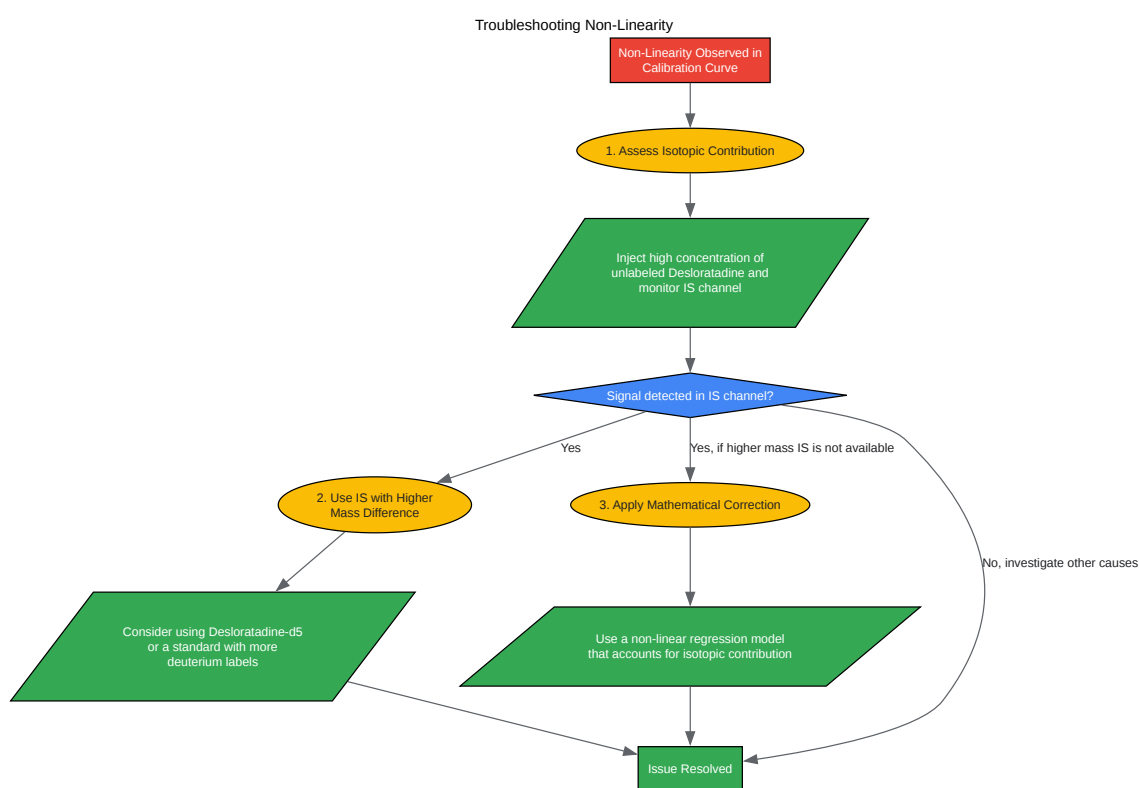 Troubleshooting Non-Linearity
Non-Linearity Observed in
Calibration Curve
1. Assess Isotopic Contribution
Inject high concentration of
unlabeled Desloratadine and
monitor IS channel
Signal detected in IS channel?
Yes
Yes, if higher mass IS is not available
2. Use IS with Higher
Mass Difference
3. Apply Mathematical Correction
No, investigate other causes
Consider using Desloratadine-d5
or a standard with more
deuterium labels
Use a non-linear regression model
that accounts for isotopic contribution
Issue Resolved